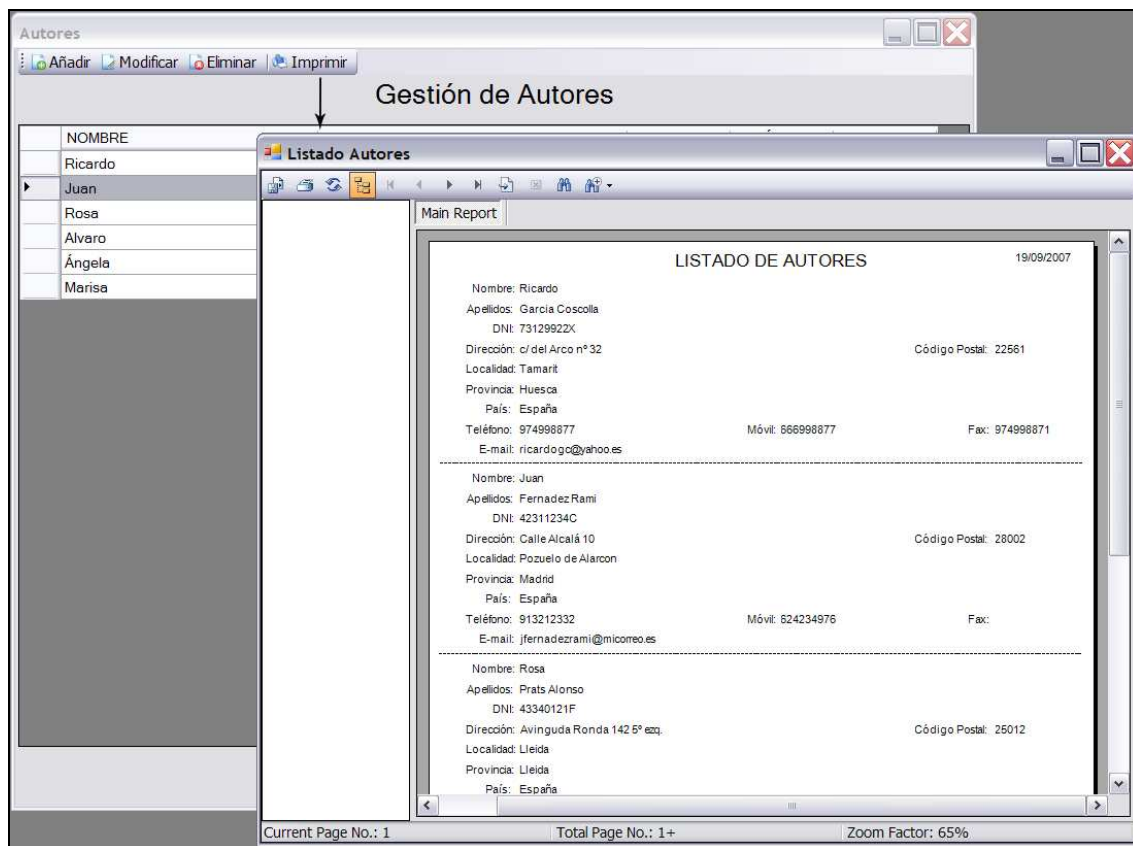 Autores
Añadir Modificar Eliminar Imprimir
Gestión de Autores
NOMBRE
Ricardo
Juan
Rosa
Alvaro
Ángela
Marisa
Listado Autores
Main Report
LISTADO DE AUTORES 19/09/2007
Nombre: Ricardo
Apellidos: Garcia Coscolla
DNI: 73129922X
Dirección: c/ del Arco nº 32 Código Postal: 22561
Localidad: Tamarit
Provincia: Huesca
País: España
Teléfono: 974998877 Móvil: 666998877 Fax: 974998871
E-mail: ricardogc@yahoo.es
Nombre: Juan
Apellidos: Fernadez Rami
DNI: 42311234C
Dirección: Calle Alcalá 10 Código Postal: 28002
Localidad: Pozuelo de Alarcon
Provincia: Madrid
País: España
Teléfono: 913212332 Móvil: 624234976 Fax:
E-mail: jfernadezrami@micorreo.es
Nombre: Rosa
Apellidos: Prats Alonso
DNI: 43340121F
Dirección: Avinguda Ronda 142 5º ezq. Código Postal: 25012
Localidad: Lleida
Provincia: Lleida
País: España
Current Page No.: 1 Total Page No.: 1+ Zoom Factor: 65%